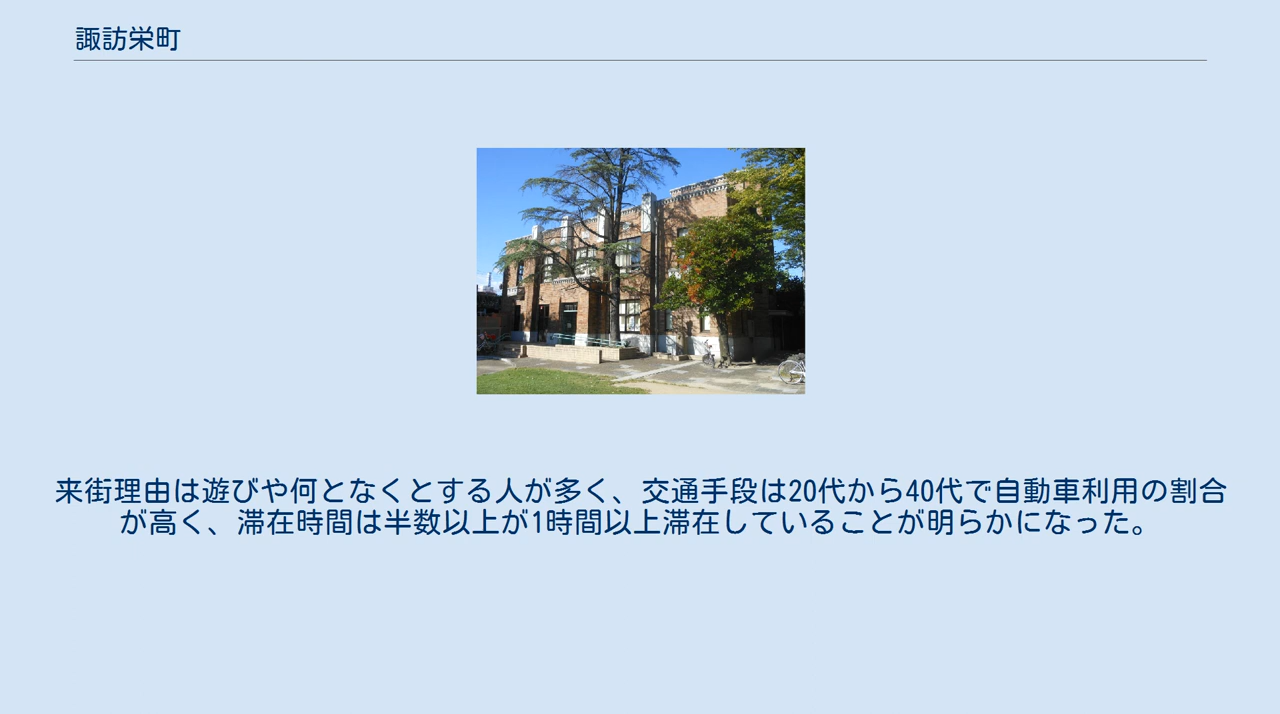 諏訪栄町
来街理由は遊びや何となくとする人が多く、交通手段は20代から40代で自動車利用の割合
が高く、滞在時間は半数以上が1時間以上滞在していることが明らかになった。